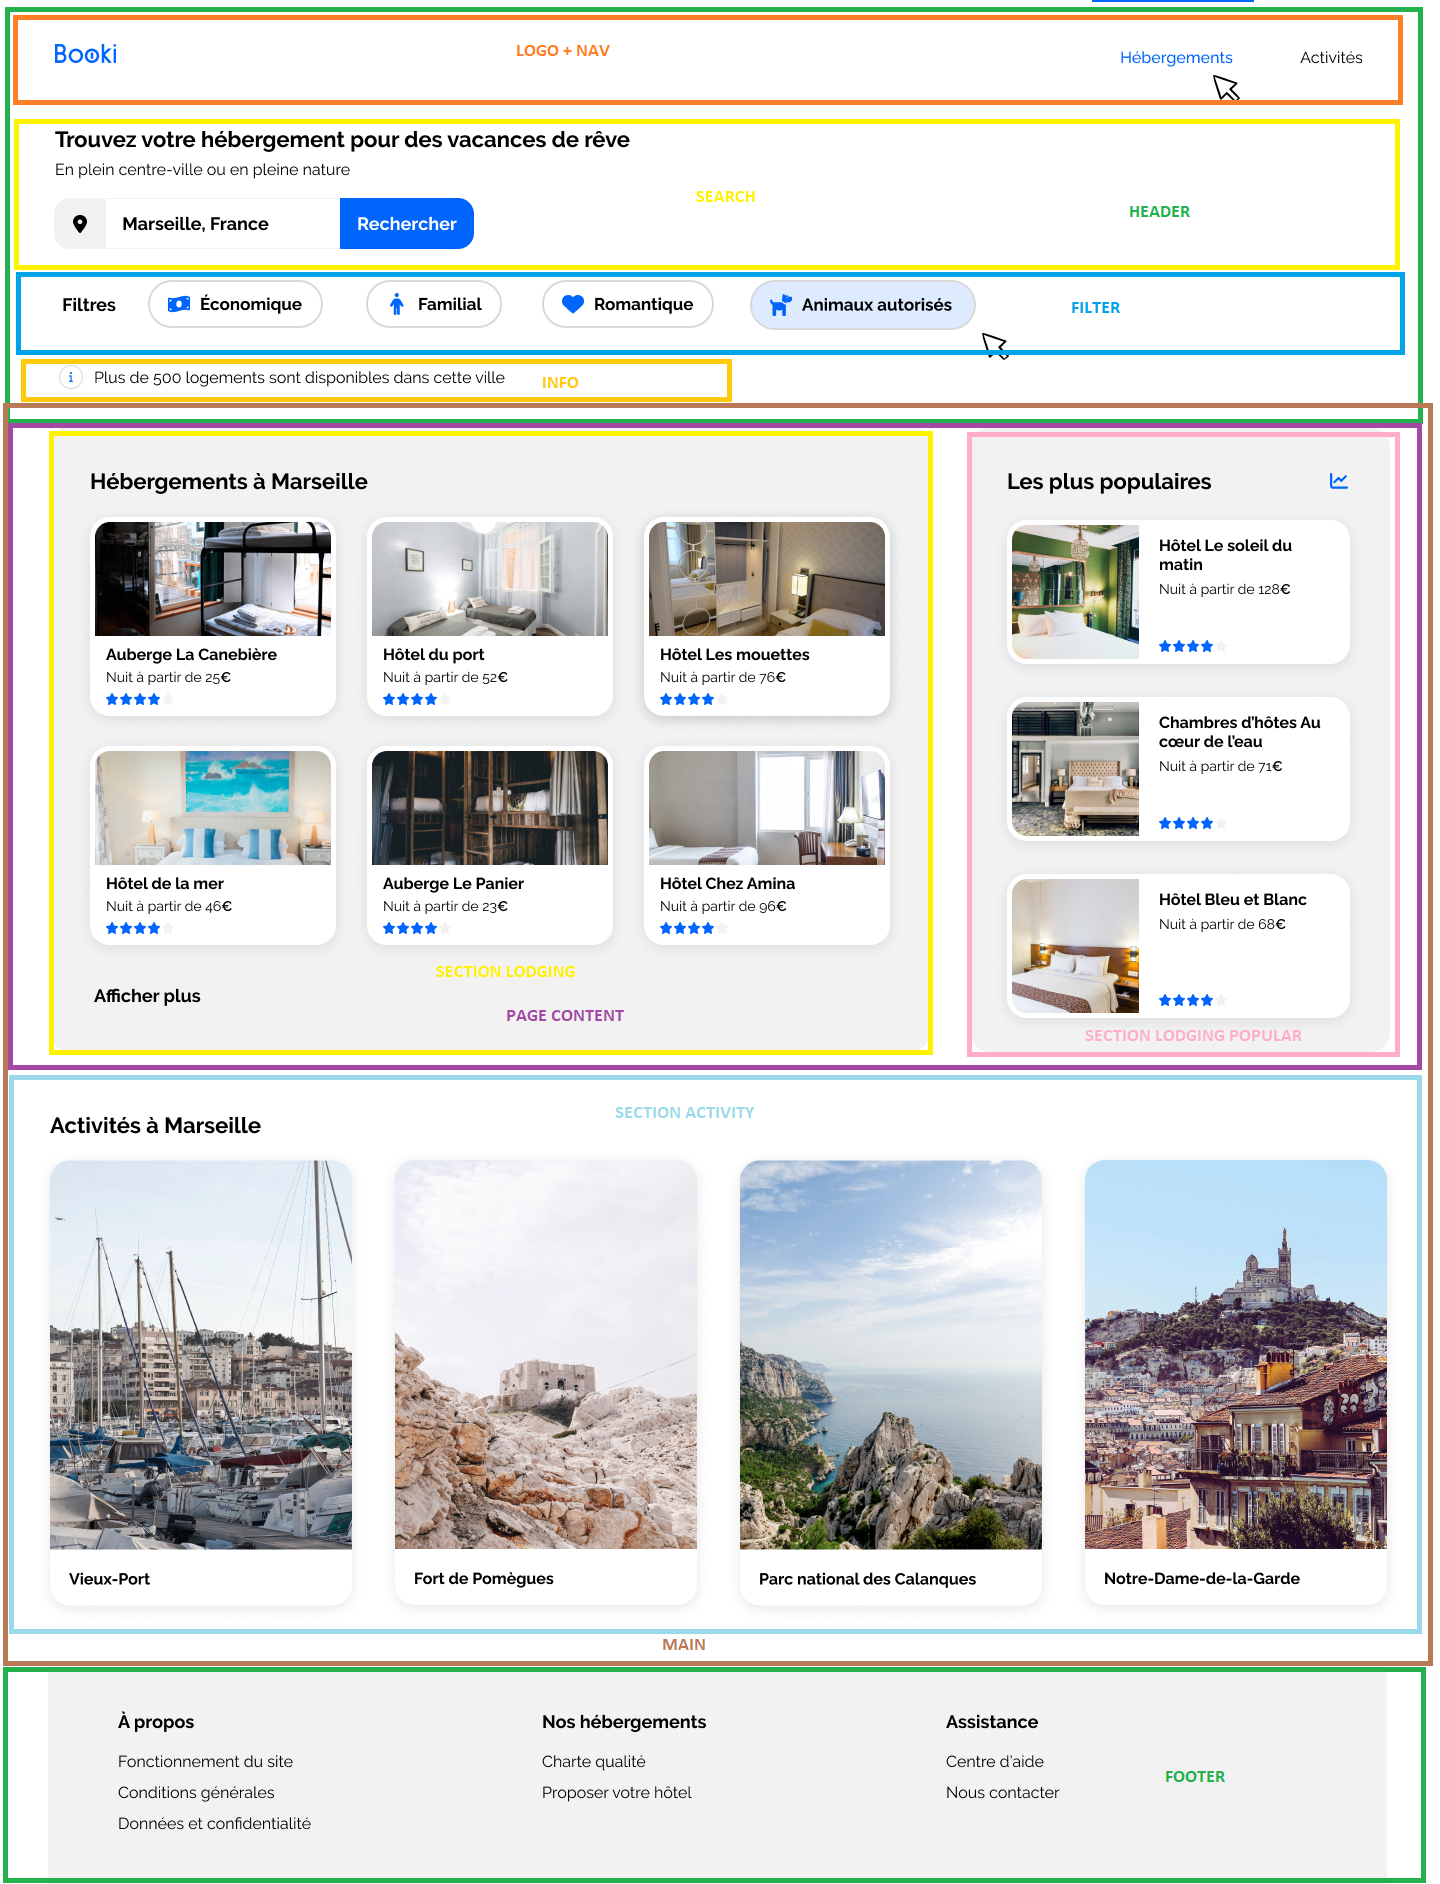 Booki
LOGO + NAV
Hébergements
Activités
Trouvez votre hébergement pour des vacances de rêve
En plein centre-ville ou en pleine nature
SEARCH
HEADER
Marseille, France
Rechercher
Filtres
Économique
Familial
Romantique
Animaux autorisés
FILTER
Plus de 500 logements sont disponibles dans cette ville
INFO
Hébergements à Marseille
Auberge La Canebière
Nuit à partir de 25€
Hôtel du port
Nuit à partir de 52€
Hôtel Les mouettes
Nuit à partir de 76€
Hôtel de la mer
Nuit à partir de 46€
Auberge Le Panier
Nuit à partir de 23€
Hôtel Chez Amina
Nuit à partir de 96€
SECTION LODGING
Afficher plus
PAGE CONTENT
Les plus populaires
Hôtel Le soleil du
matin
Nuit à partir de 128€
Chambres d’hôtes Au
cœur de l’eau
Nuit à partir de 71€
Hôtel Bleu et Blanc
Nuit à partir de 68€
SECTION LODGING POPULAR
SECTION ACTIVITY
Activités à Marseille
Vieux-Port
Fort de Pomègues
Parc national des Calanques
Notre-Dame-de-la-Garde
MAIN
À propos
Fonctionnement du site
Conditions générales
Données et confidentialité
Nos hébergements
Charte qualité
Proposer votre hôtel
Assistance
Centre d’aide
Nous contacter
FOOTER